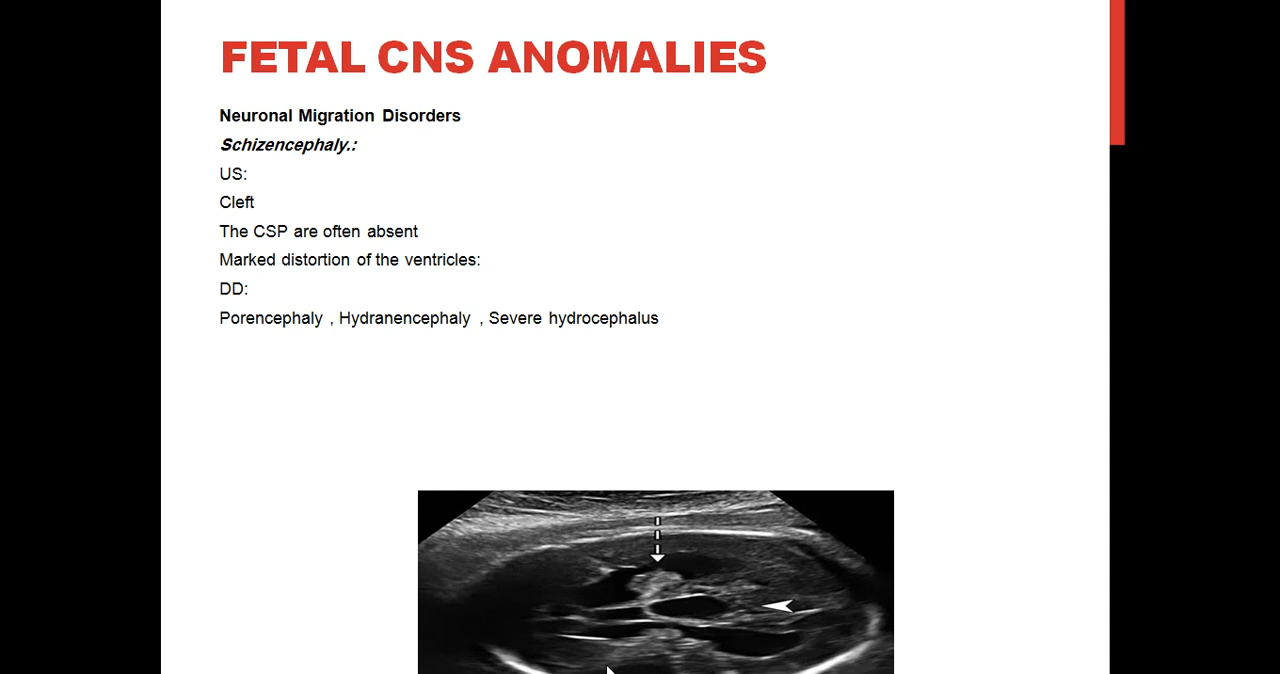 FETAL CNS ANOMALIES
Neuronal Migration Disorders
Schizencephaly.:
US:
Cleft
The CSP are often absent
Marked distortion of the ventricles:
DD:
Porencephaly , Hydranencephaly , Severe hydrocephalus